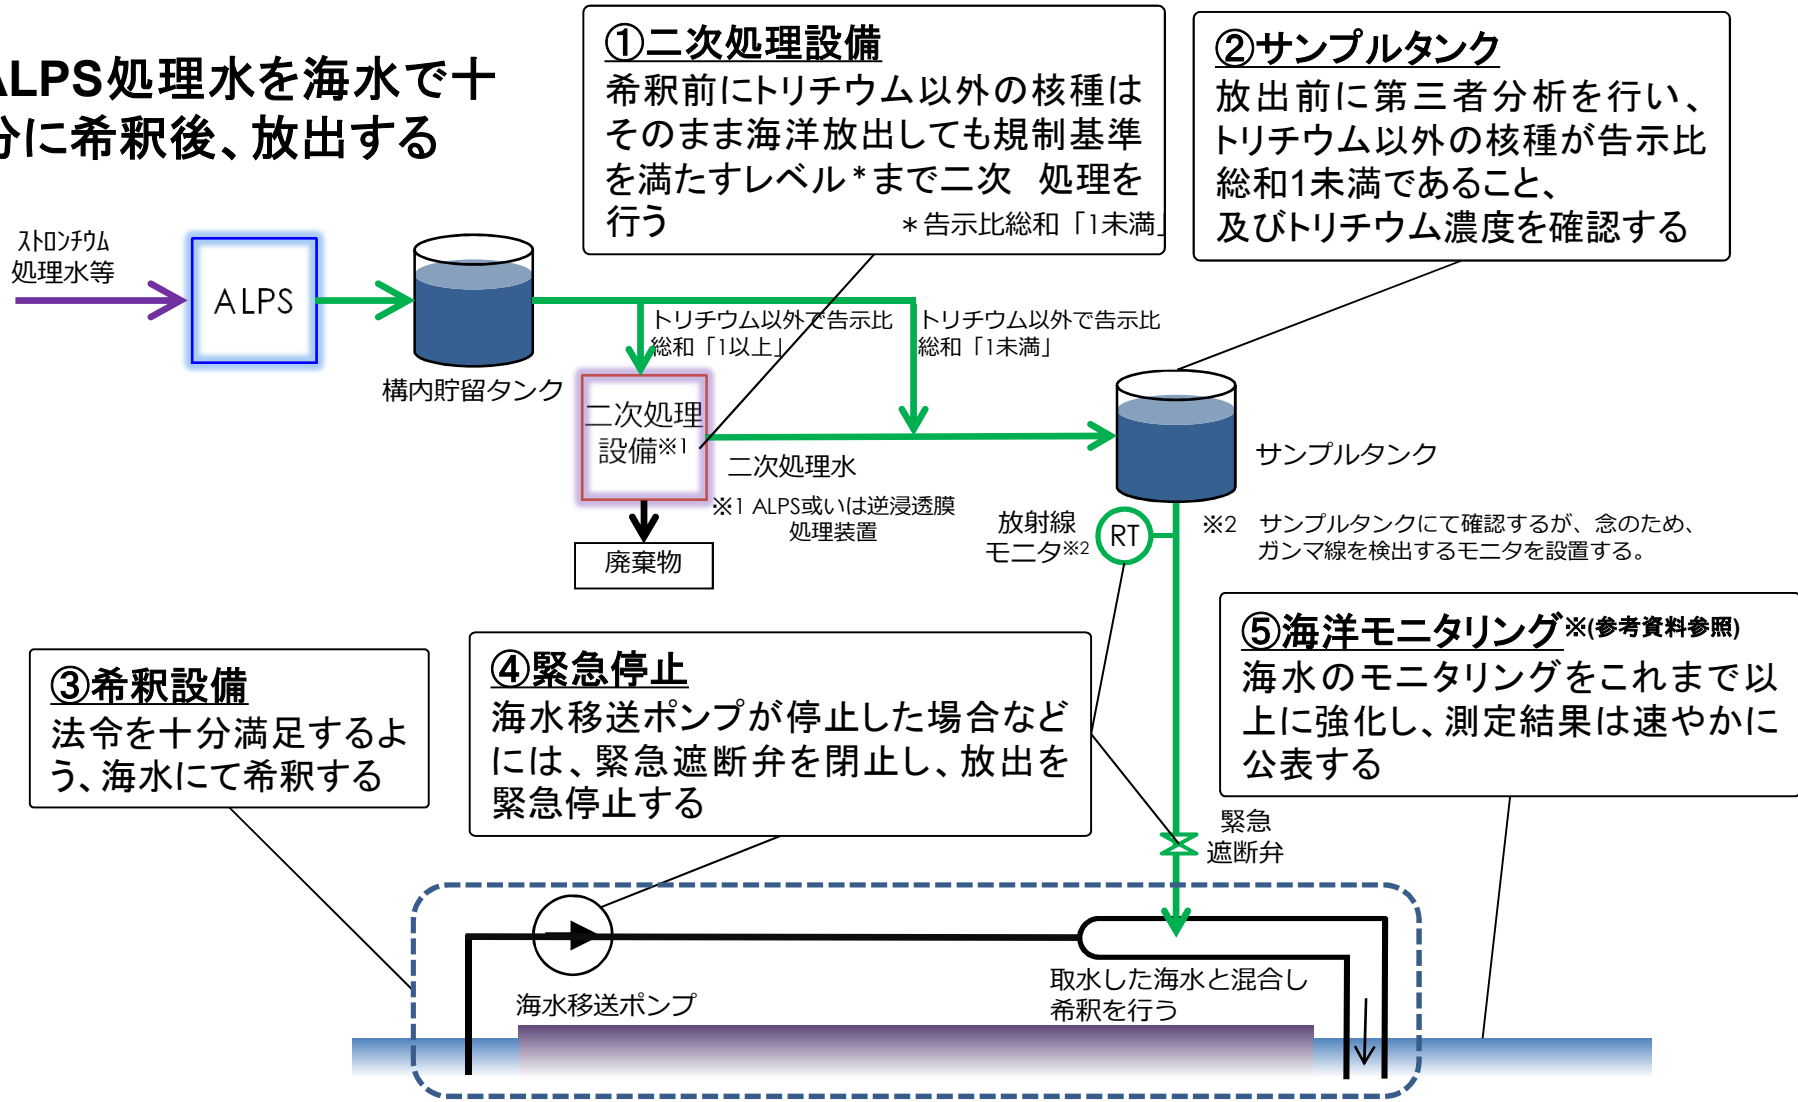 ALPS処理水を海水で十
分に希釈後、放出する
①二次処理設備
希釈前にトリチウム以外の核種は
そのまま海洋放出しても規制基準
を満たすレベル*まで二次 処理を
行う
＊告示比総和「1未満」
②サンプルタンク
放出前に第三者分析を行い、
トリチウム以外の核種が告示比
総和1未満であること、
及びトリチウム濃度を確認する
ストロンチウム
処理水等
ALPS
構内貯留タンク
トリチウム以外で告示比
総和「1以上」
トリチウム以外で告示比
総和「1未満」
二次処理
設備※1
二次処理水
※1 ALPS或いは逆浸透膜
処理装置
廃棄物
サンプルタンク
放射線
モニタ※2
RT
※2 サンプルタンクにて確認するが、念のため、
ガンマ線を検出するモニタを設置する。
③希釈設備
法令を十分満足するよ
う、海水にて希釈する
④緊急停止
海水移送ポンプが停止した場合など
には、緊急遮断弁を閉止し、放出を
緊急停止する
⑤海洋モニタリング※(参考資料参照)
海水のモニタリングをこれまで以
上に強化し、測定結果は速やかに
公表する
緊急
遮断弁
海水移送ポンプ
取水した海水と混合し
希釈を行う